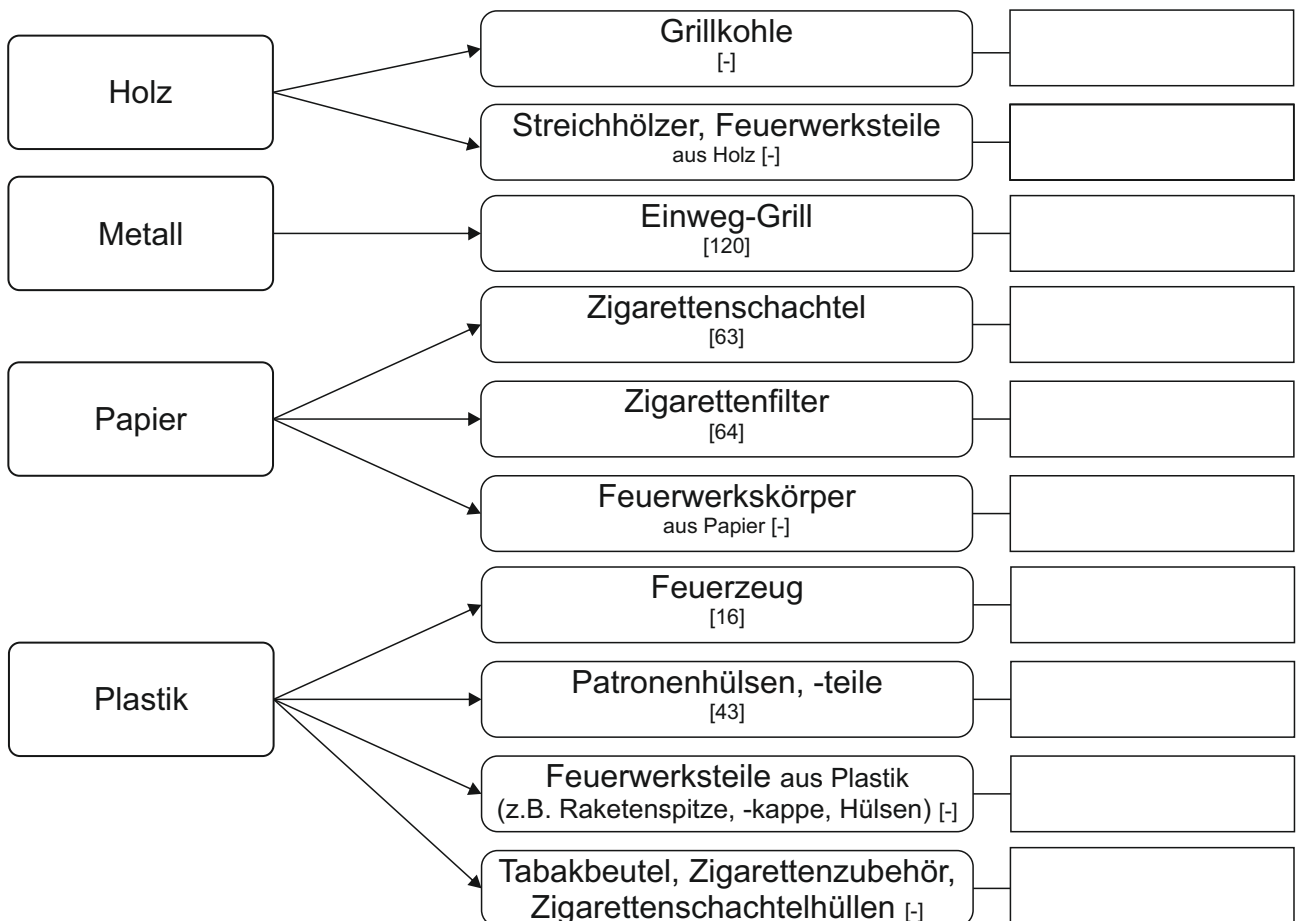 Holz
Grillkohle
[-]
Streichhölzer, Feuerwerksteile
aus Holz [-]
Metall
Einweg-Grill
[120]
Papier
Zigarettenschachtel
[63]
Zigarettenfilter
[64]
Feuerwerkskörper
aus Papier [-]
Plastik
Feuerzeug
[16]
Patronenhülsen, -teile
[43]
Feuerwerksteile aus Plastik
(z.B. Raketenspitze, -kappe, Hülsen) [-]
Tabakbeutel, Zigarettenzubehör,
Zigarettenschachtelhüllen [-]